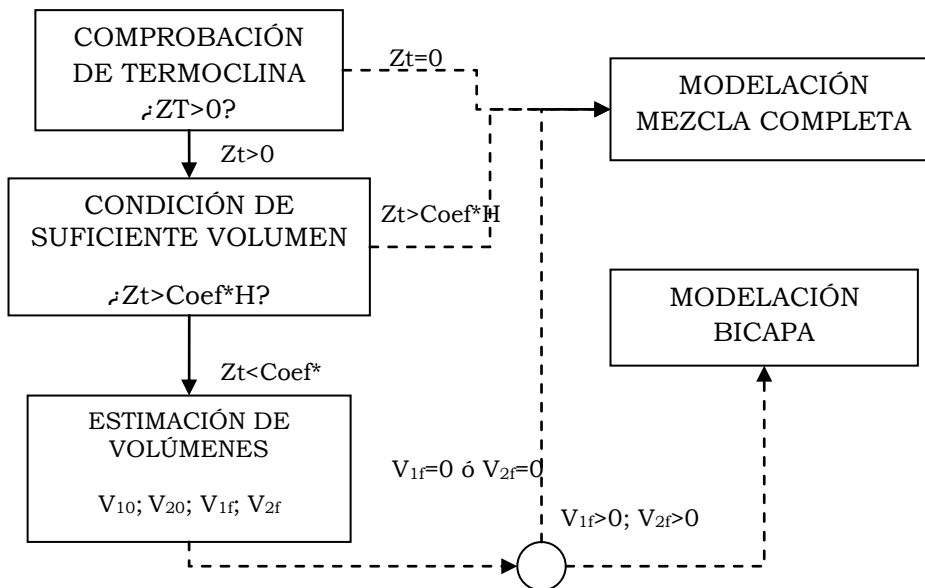 COMPROBACIÓN
DE TERMOCLINA
¿ZT>0?
Zt=0
MODELACIÓN
MEZCLA COMPLETA
Zt>0
CONDICIÓN DE
SUFICIENTE VOLUMEN
¿Zt>Coef*H?
Zt>Coef*H
MODELACIÓN
BICAPA
Zt<Coef*
ESTIMACIÓN DE
VOLÚMENES
V10; V20; V1f; V2f
V1f=0 ó V2f=0
V1f>0; V2f>0